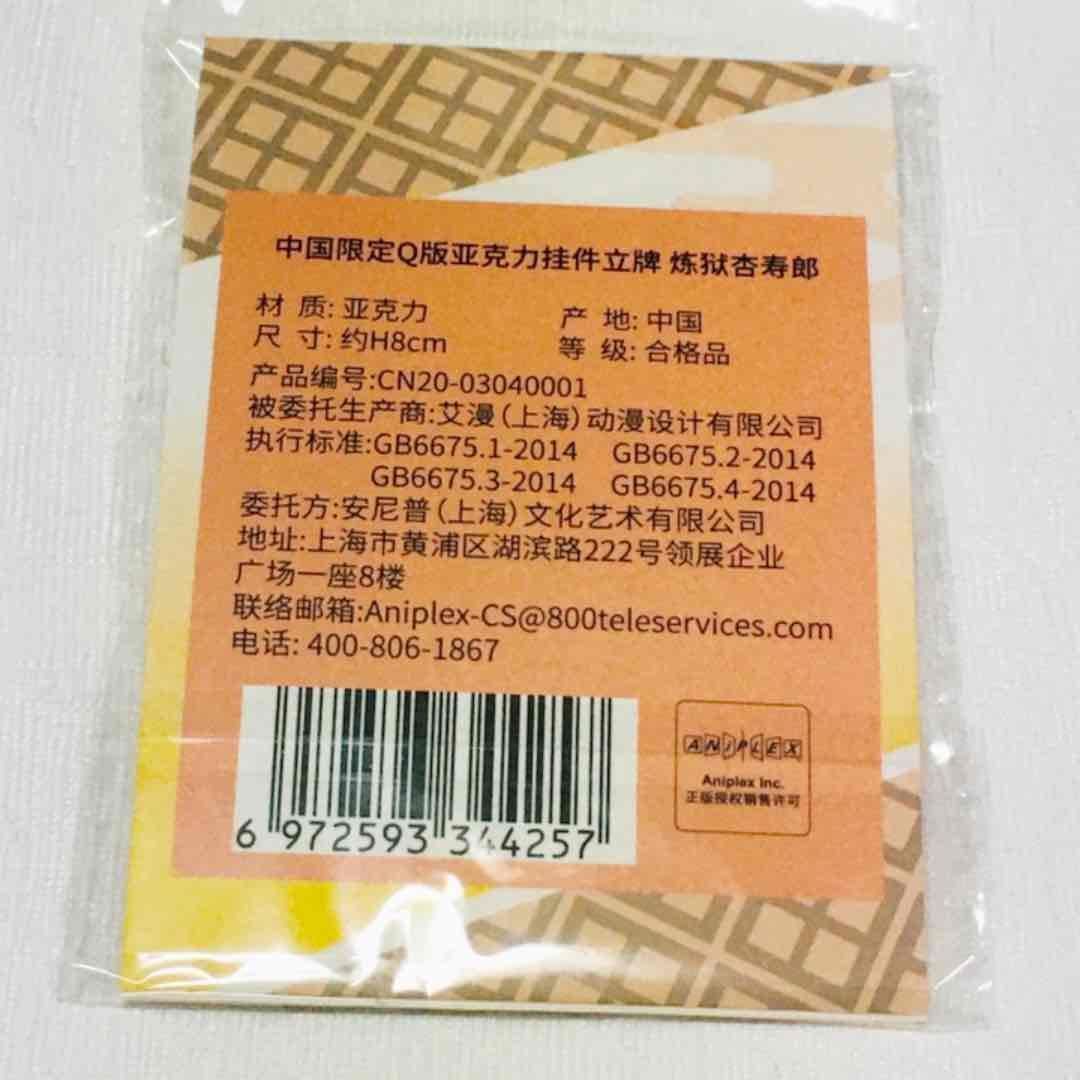 中国限定Q版亚克力挂件立牌 炼狱杏寿郎
材 质: 亚克力 产 地: 中国
尺 寸: 约H8cm 等 级: 合格品
产品编号:CN20-03040001
被委托生产商:艾漫(上海)动漫设计有限公司
执行标准:GB6675.1-2014 GB6675.2-2014
GB6675.3-2014 GB6675.4-2014
委托方:安尼普(上海)文化艺术有限公司
地址:上海市黄浦区湖滨路222号领展企业
广场一座8楼
联络邮箱:Aniplex-CS@800teleservices.com
电话: 400-806-1867
6 972593 344257
ANIPLEX
Aniplex Inc.
正版授权销售许可